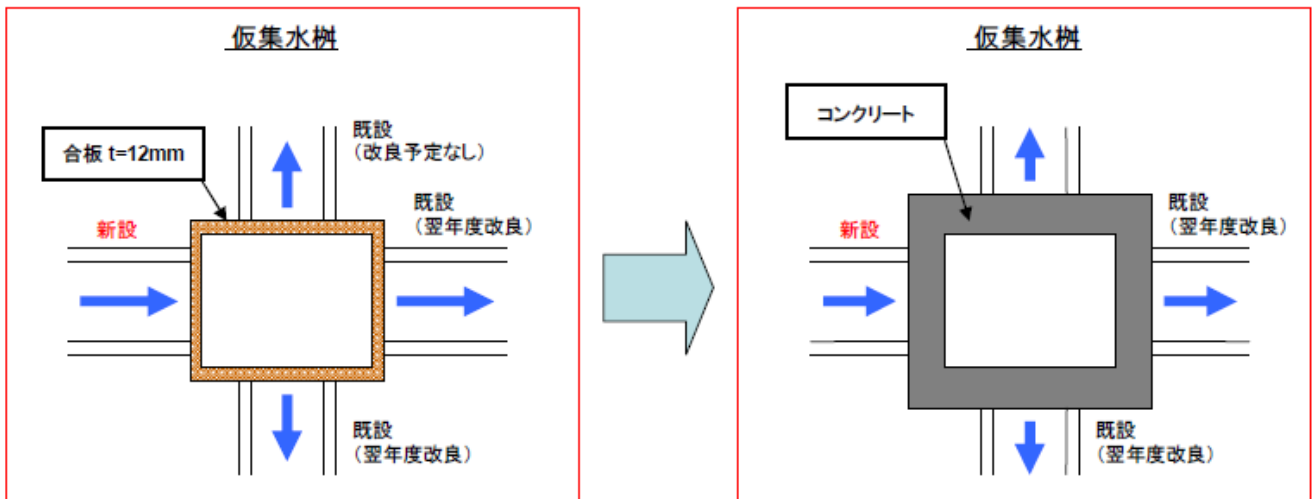 仮集水桝
合板 t=12mm
既設
（改良予定なし）
新設
既設
（翌年度改良）
既設
（翌年度改良）
仮集水桝
コンクリート
新設
既設
（翌年度改良）
既設
（翌年度改良）